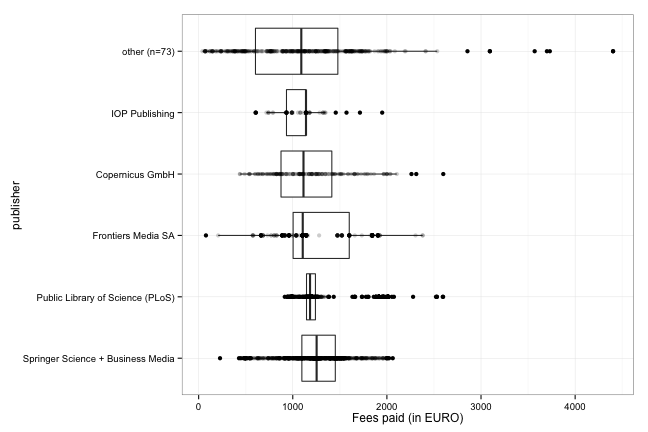 other (n=73)
IOP Publishing
Copernicus GmbH
Frontiers Media SA
Public Library of Science (PLoS)
Springer Science + Business Media
publisher
0 1000 2000 3000 4000
Fees paid (in EURO)